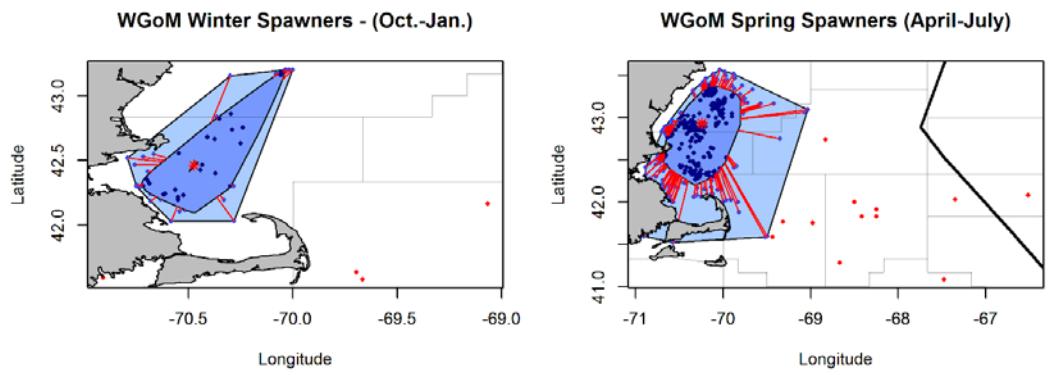 WGoM Winter Spawners - (Oct.-Jan.)
Latitude
43.0
42.5
42.0
-70.5
-70.0
-69.5
-69.0
Longitude
WGoM Spring Spawners (April-July)
Latitude
43.0
42.0
41.0
-71
-70
-69
-68
-67
Longitude